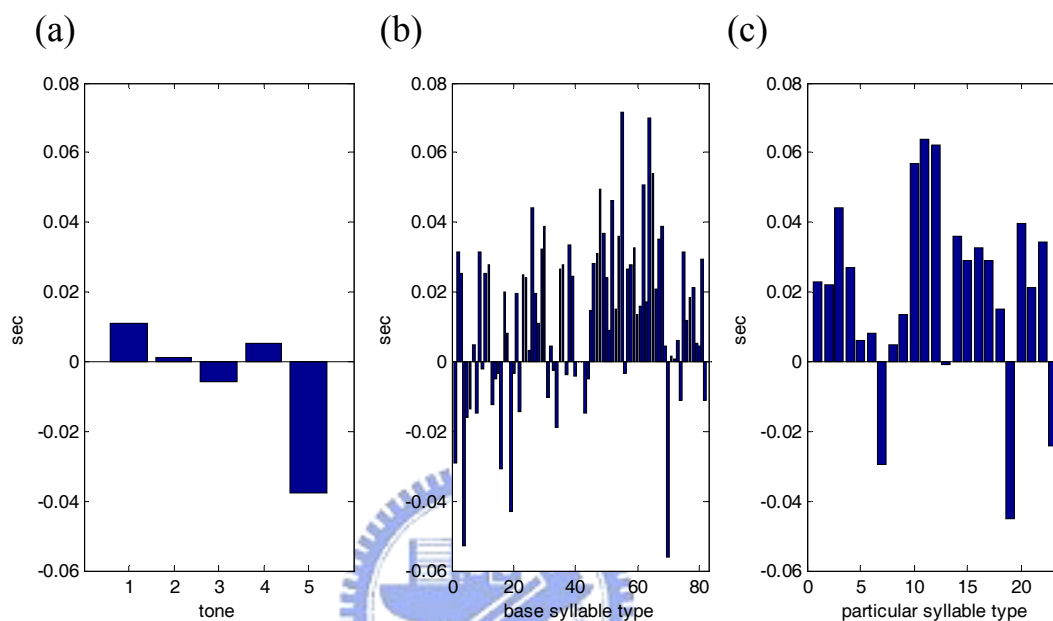 (a) (b) (c)
0.08 0.08 0.08
0.06 0.06 0.06
0.04 0.04 0.04
0.02 0.02 0.02
sec sec sec
0 0 0
-0.02 -0.02 -0.02
-0.04 -0.04 -0.04
-0.06 -0.06 -0.06
1 2 3 4 5 0 20 40 60 80 0 5 10 15 20
tone base syllable type particular syllable type